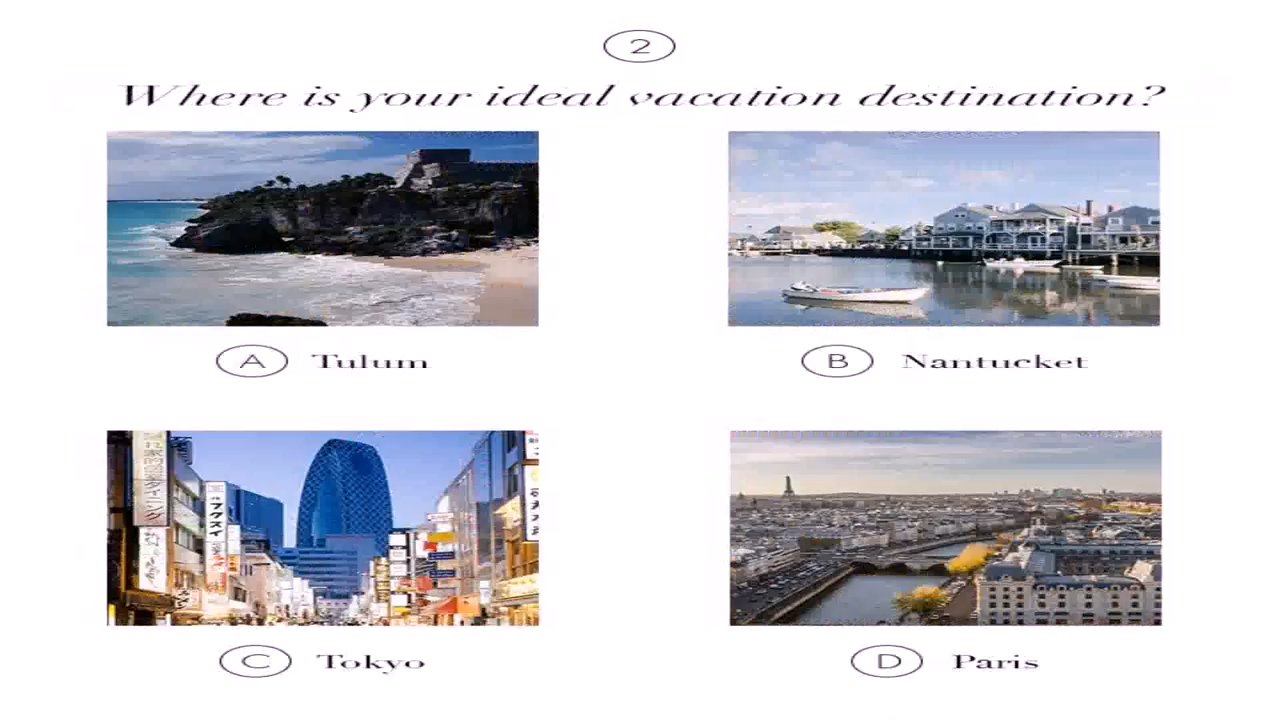 2
Where is your ideal vacation destination?
A Tulum
B Nantucket
C Tokyo
D Paris